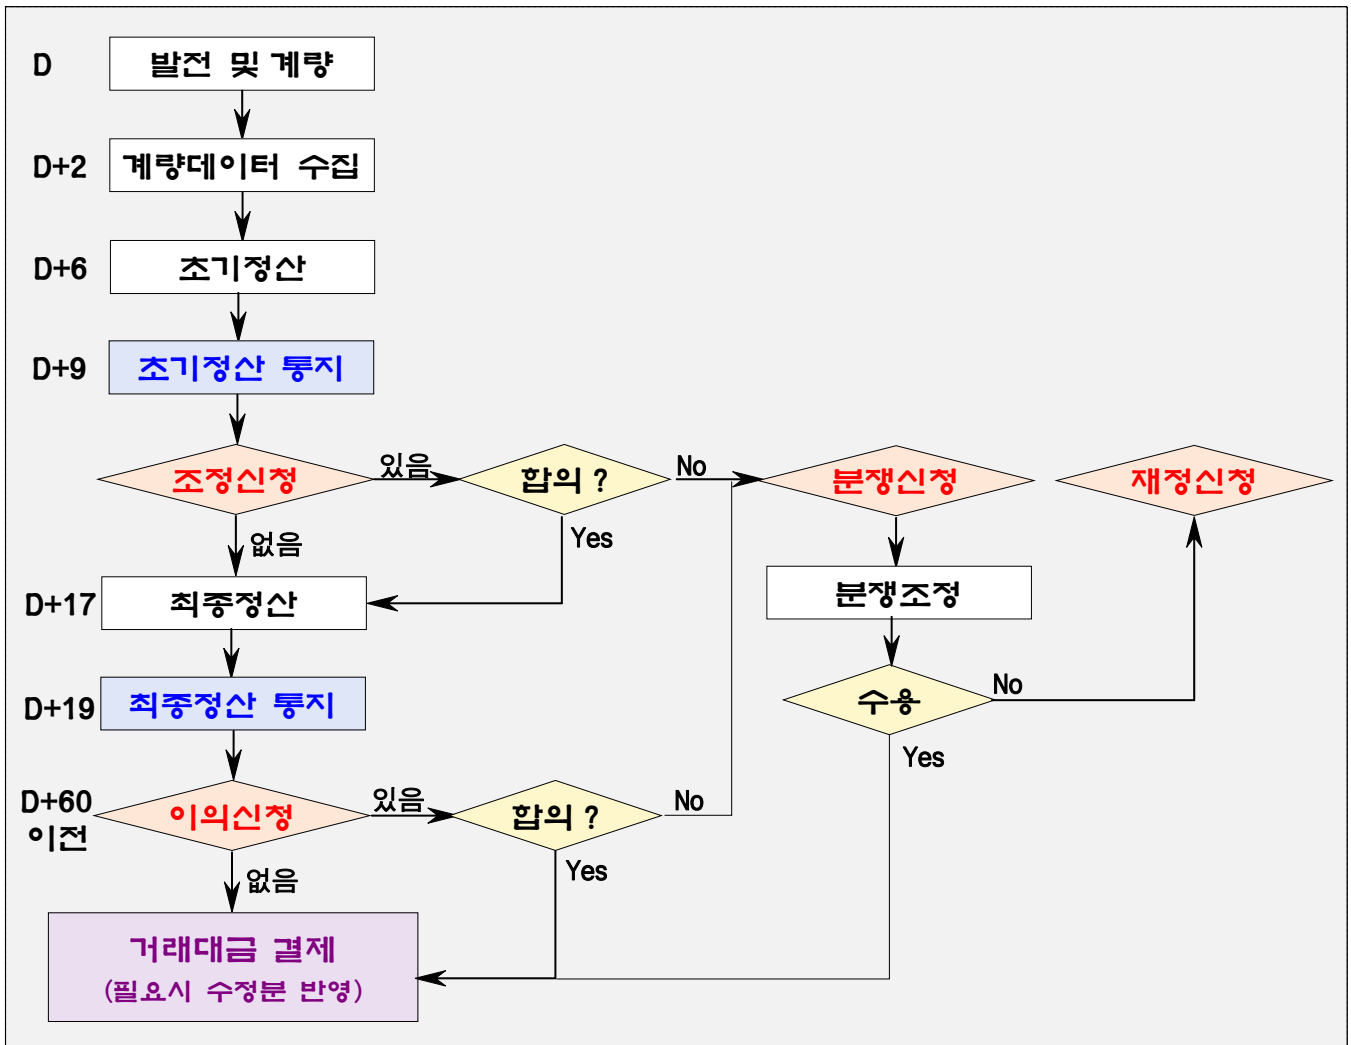 D
발전 및 계량
D+2
계량데이터 수집
D+6
초기정산
D+9
초기정산 통지
조정신청
있음
합의 ?
No
분쟁신청
재정신청
없음
Yes
D+17
최종정산
분쟁조정
D+19
최종정산 통지
수용
No
Yes
D+60
이전
이의신청
있음
합의 ?
No
없음
Yes
거래대금 결제
(필요시 수정분 반영)